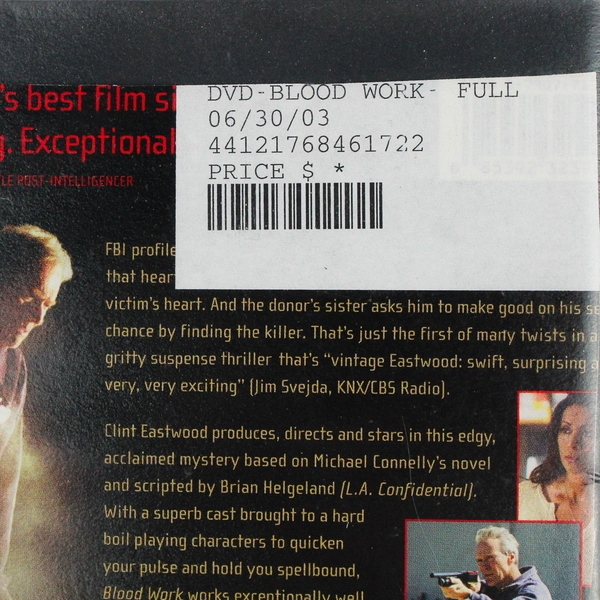 's best film
DVD-BLOOD WORK- FULL
06/30/03
44121768461722
PRICE $ *
g. Exceptional
LE POST-INTELLIGENCER
FBI profile
that hear
victim's heart. And the donor's sister asks him to make good on his se
chance by finding the killer. That's just the first of many twists in a
gritty suspense thriller that's "vintage Eastwood: swift, surprising a
very, very exciting" (Jim Svejda, KNX/CBS Radio).
Clint Eastwood produces, directs and stars in this edgy,
acclaimed mystery based on Michael Connelly's novel
and scripted by Brian Helgeland (L.A. Confidential).
With a superb cast brought to a hard
boil playing characters to quicken
your pulse and hold you spellbound,
Blood Work works exceptionally well